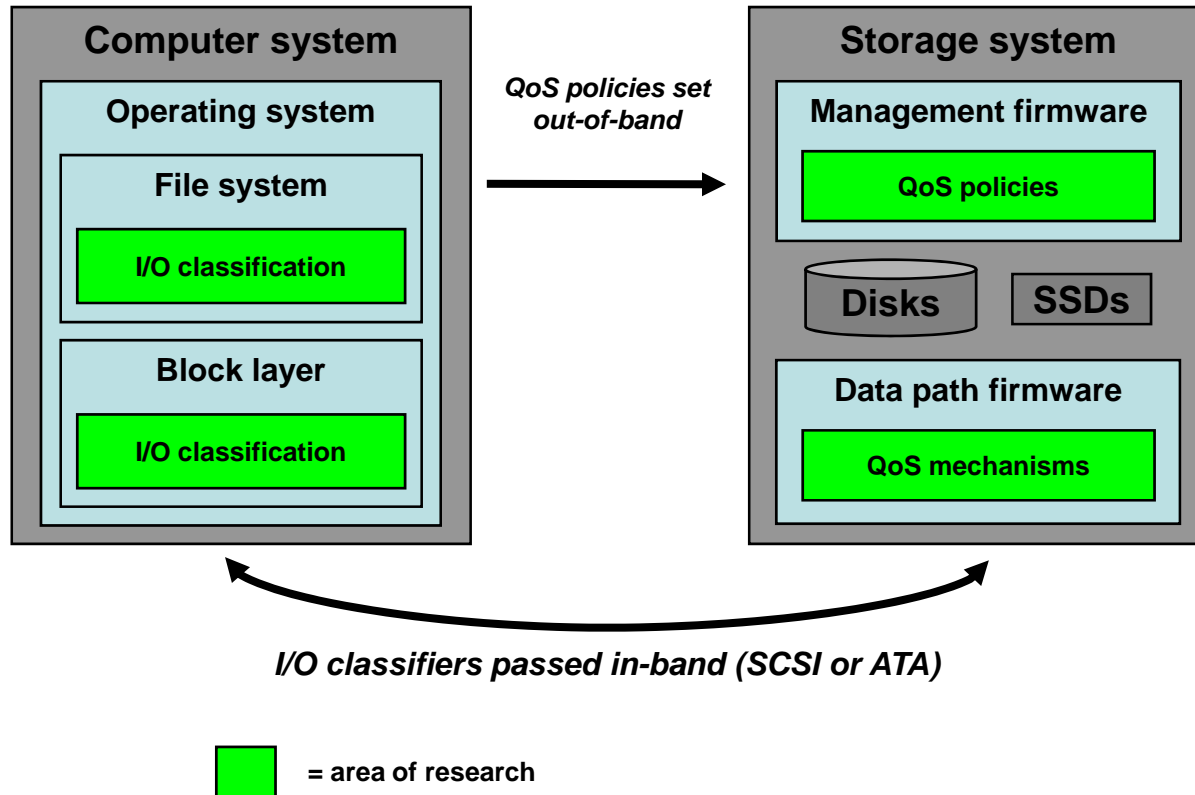 Computer system
Operating system
File system
I/O classification
Block layer
I/O classification
QoS policies set
out-of-band
Storage system
Management firmware
QoS policies
Disks
SSDs
Data path firmware
QoS mechanisms
I/O classifiers passed in-band (SCSI or ATA)
= area of research